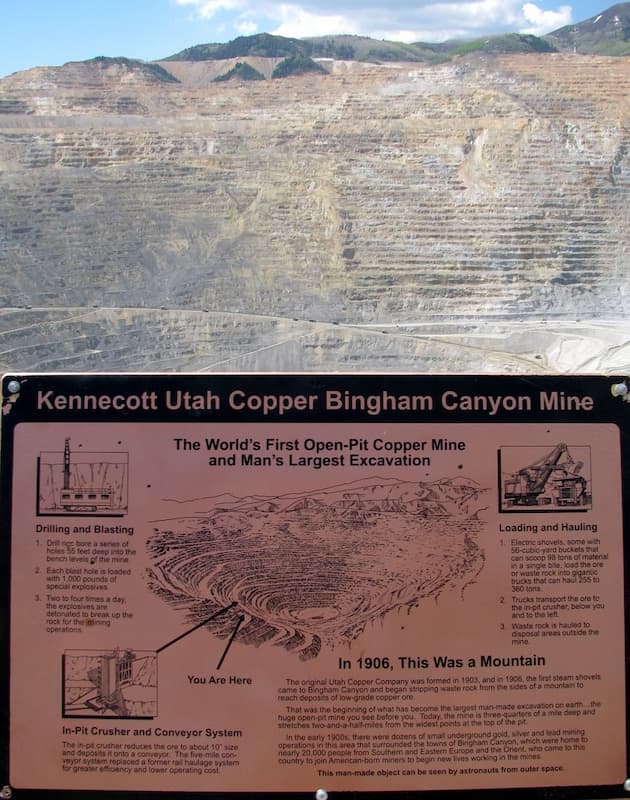 Kennecott Utah Copper Bingham Canyon Mine
The World's First Open-Pit Copper Mine
and Man's Largest Excavation
Drilling and Blasting
1. Drill rigs bore a series of
holes 55 feet deep into the
bench levels of the mine.
2. Each blast hole is loaded
with 1,000 pounds of
special explosives.
3. Two to four times a day,
the explosives are
detonated to break up the
rock for the mining
operations.
Loading and Hauling
1. Electric shovels, some with
56-cubic-yard buckets that
can scoop 98 tons of material
in a single bite, load the ore
or waste rock into gigantic
trucks that can haul 255 to
360 tons.
2. Trucks transport the ore to
the in-pit crusher, below you
and to the left.
3. Waste rock is hauled to
disposal areas outside the
mine.
You Are Here
In-Pit Crusher and Conveyor System
The in-pit crusher reduces the ore to about 10" size
and deposits it onto a conveyor. The five-mile con-
veyor system replaced a former rail haulage system
for greater efficiency and lower operating cost.
In 1906, This Was a Mountain
The original Utah Copper Company was formed in 1903, and in 1906, the first steam shovels
came to Bingham Canyon and began stripping waste rock from the sides of a mountain to
reach deposits of low-grade copper ore.
That was the beginning of what has become the largest man-made excavation on earth...the
huge open-pit mine you see before you. Today, the mine is three-quarters of a mile deep and
stretches two-and-a-half-miles from the widest points at the top of the pit.
In the early 1900s, there were dozens of small underground gold, silver and lead mining
operations in this area that surrounded the towns of Bingham Canyon, which were home to
nearly 20,000 people from Southern and Eastern Europe and the Orient, who came to this
country to join American-born miners to begin new lives working in the mines.
This man-made object can be seen by astronauts from outer space.